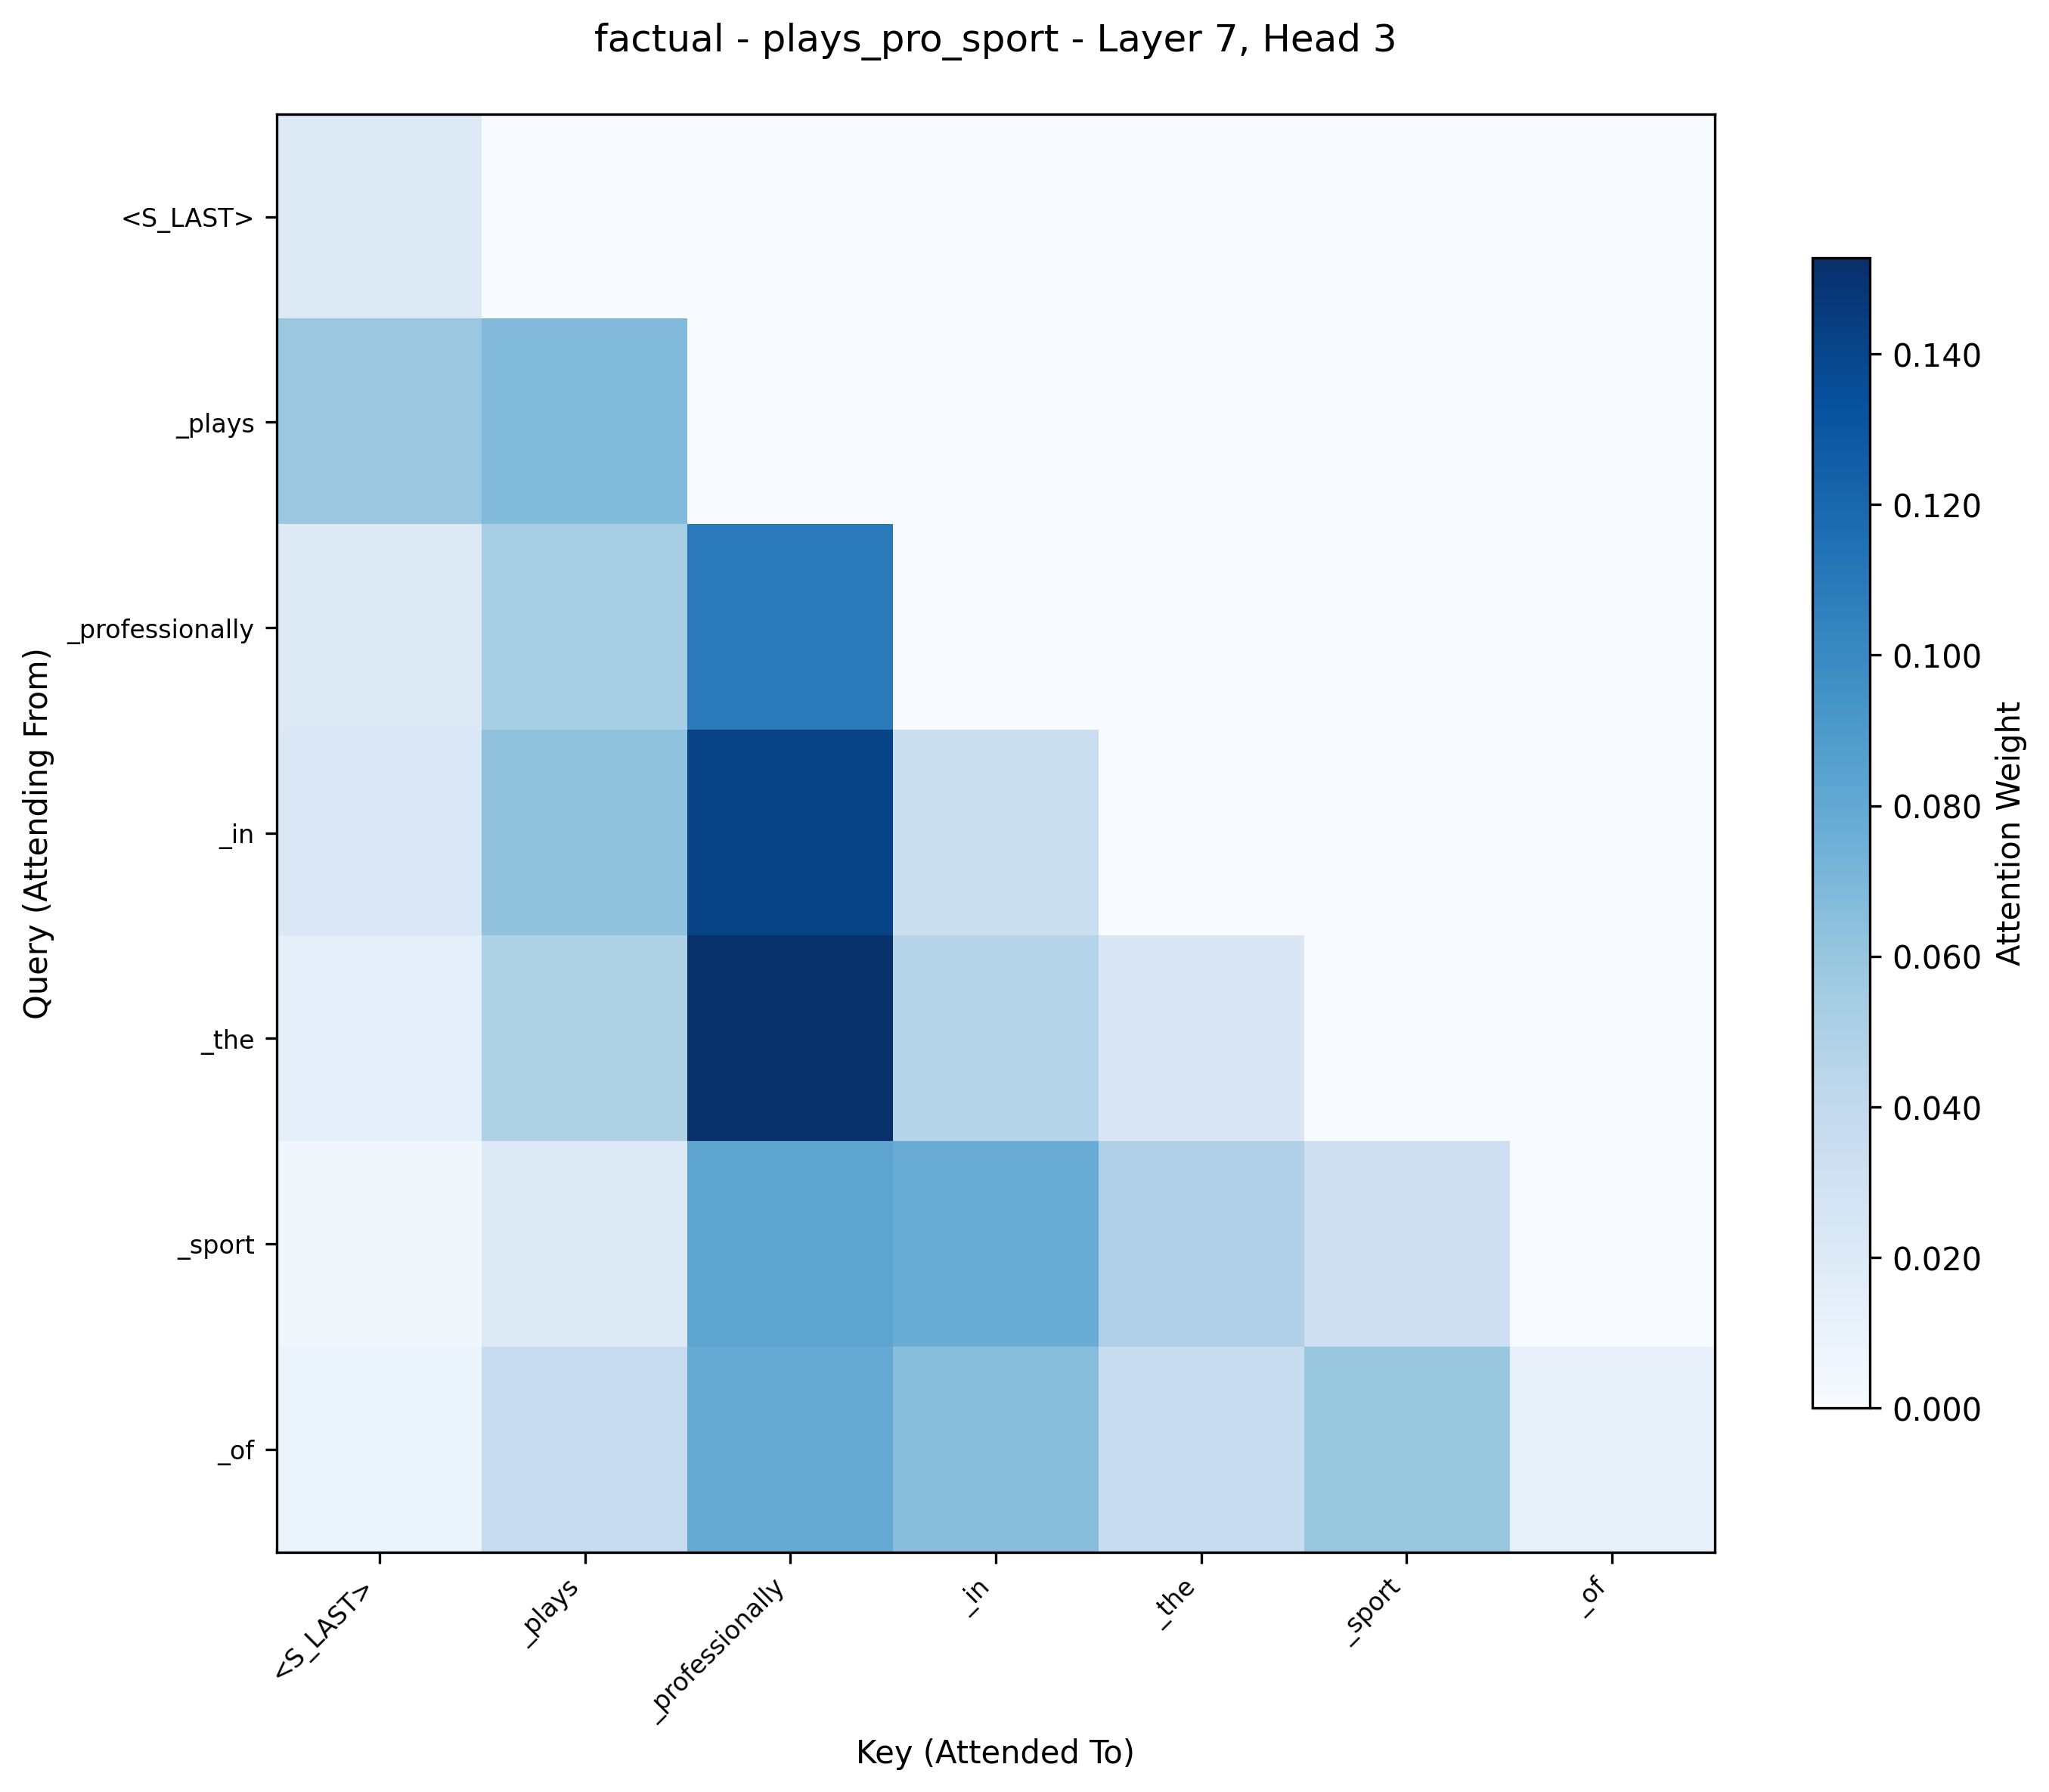 factual - plays_pro_sport - Layer 7, Head 3
Query (Attending From)
<S_LAST>
_plays
_professionally
_in
_the
_sport
_of
<S_LAST>
_plays
_professionally
_in
_the
_sport
_of
Key (Attended To)
0.140
0.120
0.100
0.080
0.060
0.040
0.020
0.000
Attention Weight